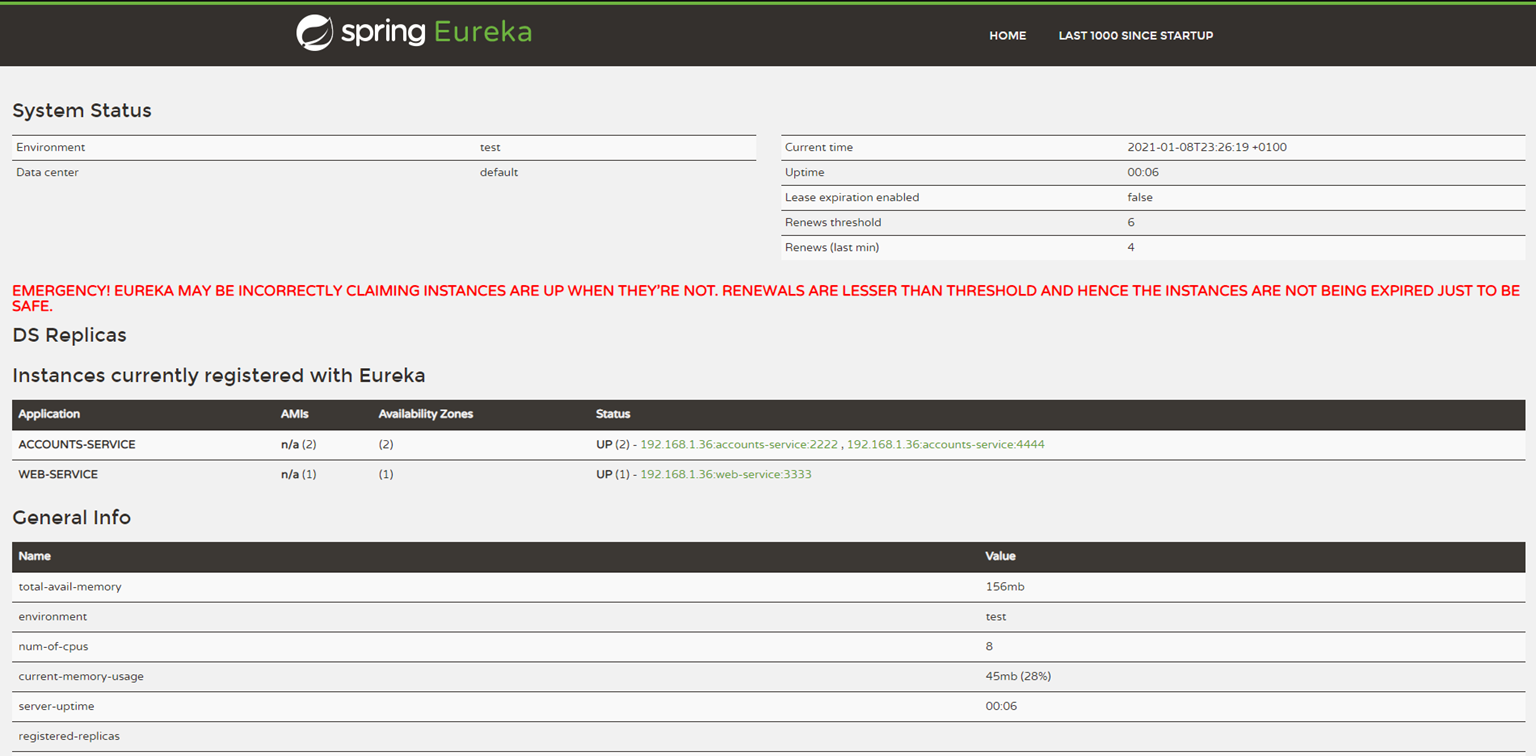 spring Eureka
HOME LAST 1000 SINCE STARTUP
System Status
Environment test
Data center default
Current time 2021-01-08T23:26:19 +0100
Uptime 00:06
Lease expiration enabled false
Renews threshold 6
Renews (last min) 4
EMERGENCY! EUREKA MAY BE INCORRECTLY CLAIMING INSTANCES ARE UP WHEN THEY'RE NOT. RENEWALS ARE LESSER THAN THRESHOLD AND HENCE THE INSTANCES ARE NOT BEING EXPIRED JUST TO BE
SAFE.
DS Replicas
Instances currently registered with Eureka
Application AMIs Availability Zones Status
ACCOUNTS-SERVICE n/a (2) (2) UP (2) - 192.168.1.36:accounts-service:2222 , 192.168.1.36:accounts-service:4444
WEB-SERVICE n/a (1) (1) UP (1) - 192.168.1.36:web-service:3333
General Info
Name Value
total-avail-memory 156mb
environment test
num-of-cpus 8
current-memory-usage 45mb (28%)
server-uptime 00:06
registered-replicas